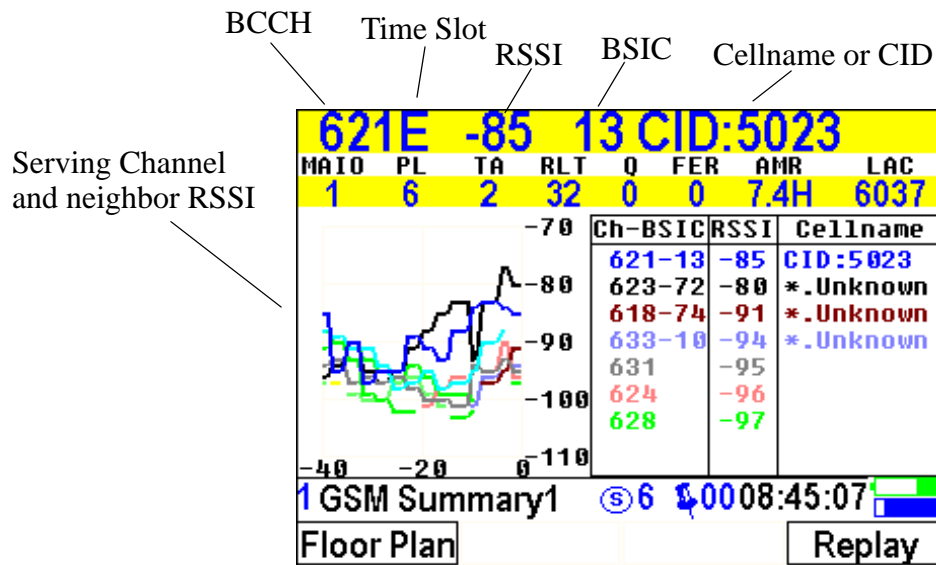 BCCH
Time Slot
RSSI
BSIC
Cellname or CID
Serving Channel
and neighbor RSSI
621E -85 13 CID:5023
MAIO PL TA RLT Q FER AMR LAC
1 6 2 32 0 0 7.4H 6037
-70
-80
-90
-100
-110
-40 -20 0
Ch-BSIC RSSI Cellname
621-13 -85 CID:5023
623-72 -80 *.Unknown
618-74 -91 *.Unknown
633-10 -94 *.Unknown
631 -95
624 -96
628 -97
1 GSM Summary1 S 6 00 08:45:07
Floor Plan Replay